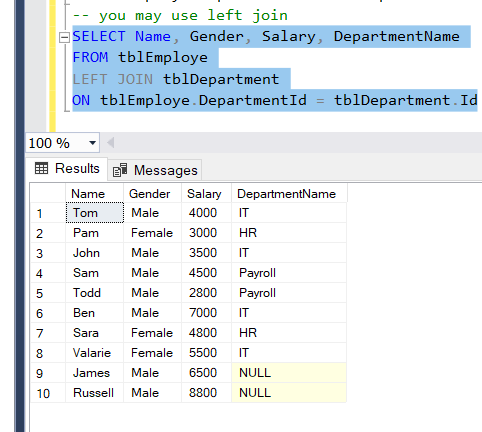 -- you may use left join
SELECT Name, Gender, Salary, DepartmentName
FROM tblEmploye
LEFT JOIN tblDepartment
ON tblEmploye.DepartmentId = tblDepartment.Id
100 %
Results Messages
Name Gender Salary DepartmentName
1 Tom Male 4000 IT
2 Pam Female 3000 HR
3 John Male 3500 IT
4 Sam Male 4500 Payroll
5 Todd Male 2800 Payroll
6 Ben Male 7000 IT
7 Sara Female 4800 HR
8 Valarie Female 5500 IT
9 James Male 6500 NULL
10 Russell Male 8800 NULL